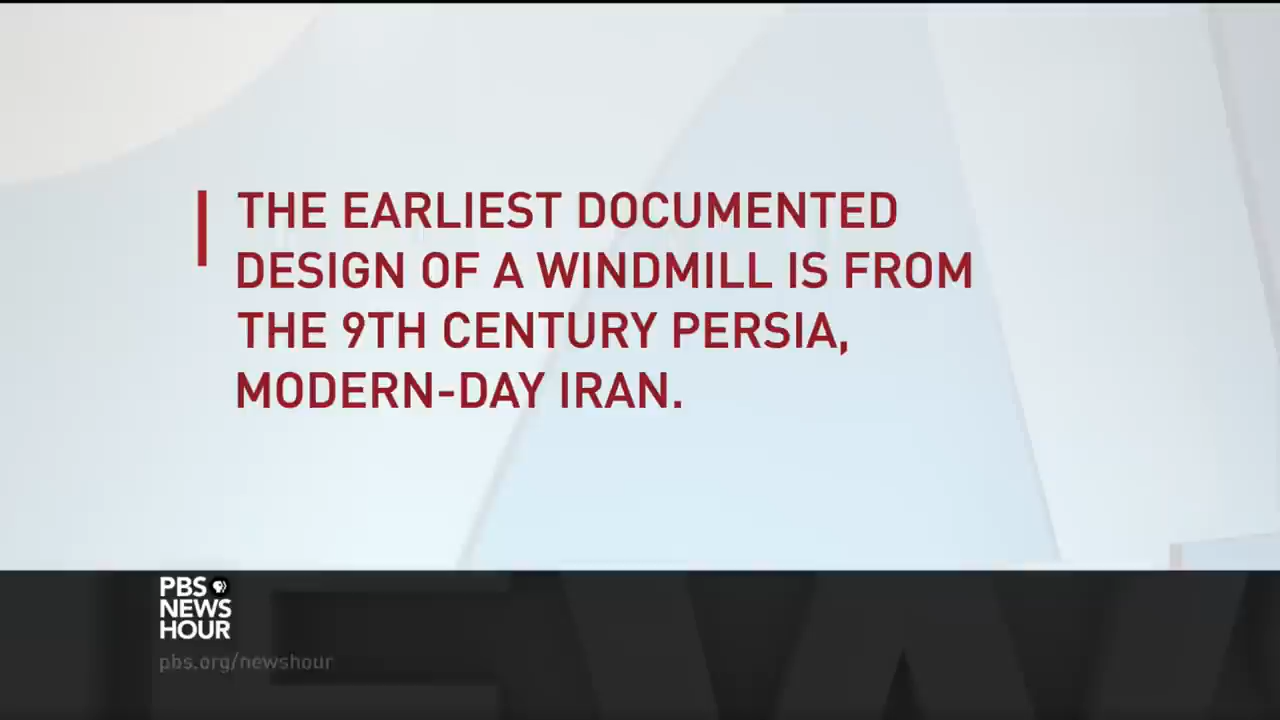 THE EARLIEST DOCUMENTED
DESIGN OF A WINDMILL IS FROM
THE 9TH CENTURY PERSIA,
MODERN-DAY IRAN.
PBS
NEWS
HOUR
pbs.org/newshour